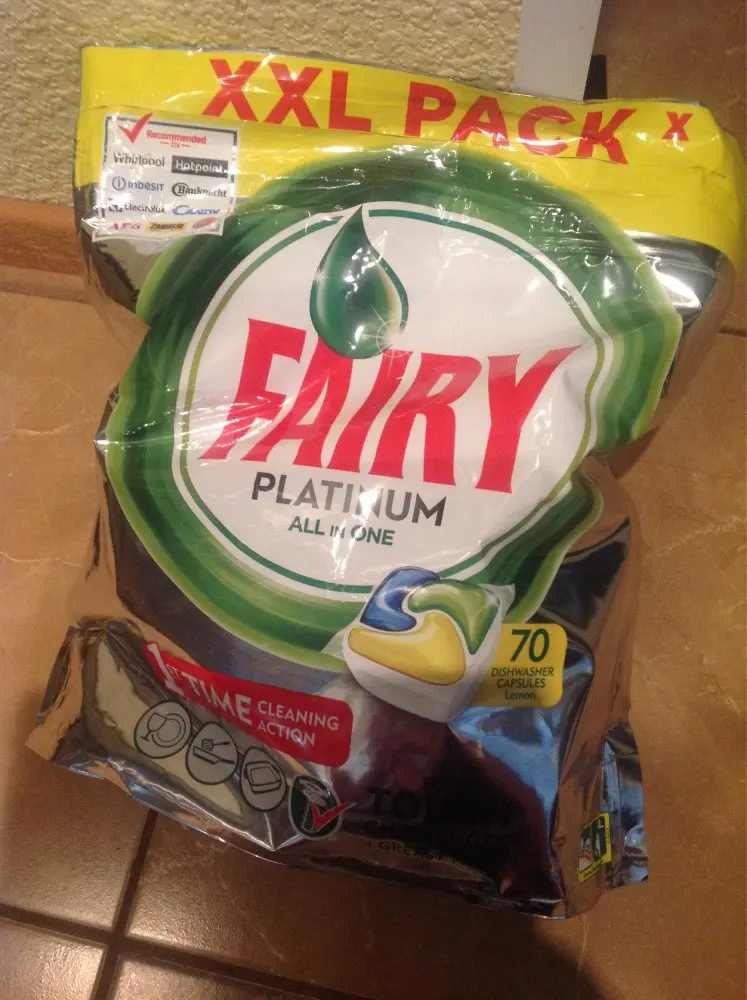 XXL PACK X
Recommended
by
Whirlpool Hotpoint
indesit Bauknecht
Electrolux
AEG Zanussi
FAIRY
PLATINUM
ALL IN ONE
70
DISHWASHER
CAPSULES
Lemon
1ST TIME CLEANING
ACTION